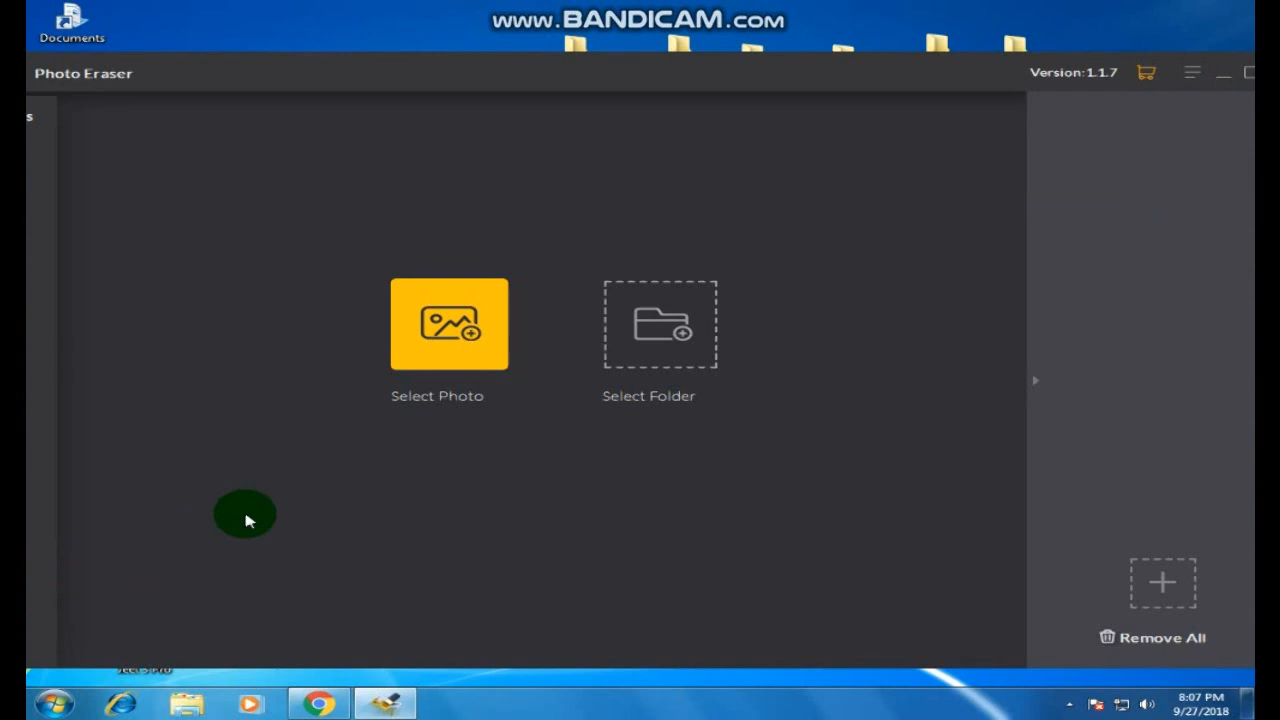 www.BANDICAM.com
Documents
Photo Eraser
Version:1.1.7
s
Select Photo
Select Folder
Remove All
8:07 PM
9/27/2018